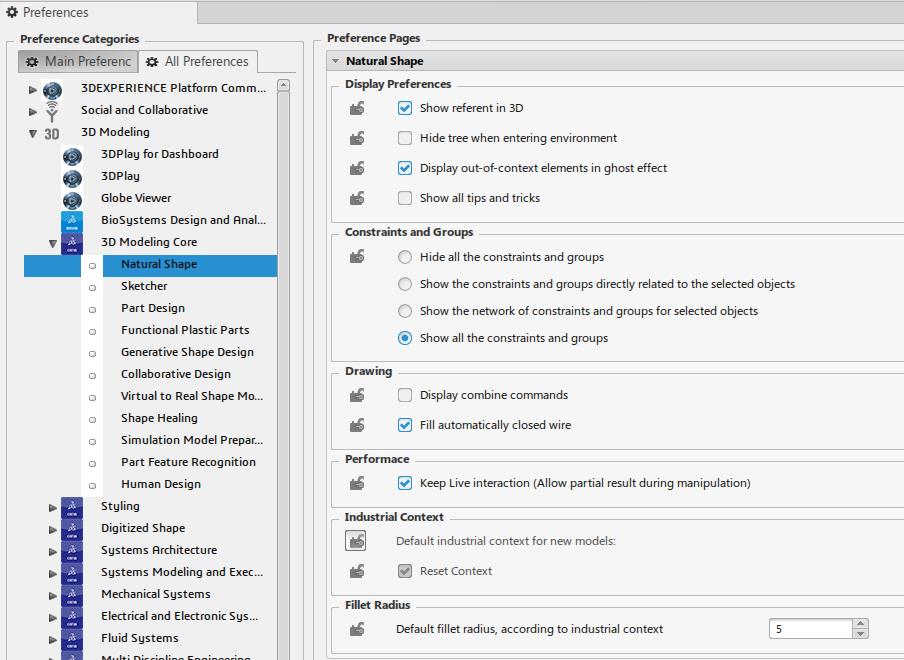 Preferences
Preference Categories
Main Preferenc
All Preferences
3DEXPERIENCE Platform Comm...
Social and Collaborative
3D
3D Modeling
3DPlay for Dashboard
3DPlay
Globe Viewer
BioSystems Design and Anal...
3D Modeling Core
Natural Shape
Sketcher
Part Design
Functional Plastic Parts
Generative Shape Design
Collaborative Design
Virtual to Real Shape Mo...
Shape Healing
Simulation Model Prepar...
Part Feature Recognition
Human Design
Styling
Digitized Shape
Systems Architecture
Systems Modeling and Exec...
Mechanical Systems
Electrical and Electronic Sys...
Fluid Systems
Multi Discipline Engineering
Preference Pages
Natural Shape
Display Preferences
Show referent in 3D
Hide tree when entering environment
Display out-of-context elements in ghost effect
Show all tips and tricks
Constraints and Groups
Hide all the constraints and groups
Show the constraints and groups directly related to the selected objects
Show the network of constraints and groups for selected objects
Show all the constraints and groups
Drawing
Display combine commands
Fill automatically closed wire
Performace
Keep Live interaction (Allow partial result during manipulation)
Industrial Context
Default industrial context for new models:
Reset Context
Fillet Radius
Default fillet radius, according to industrial context
5